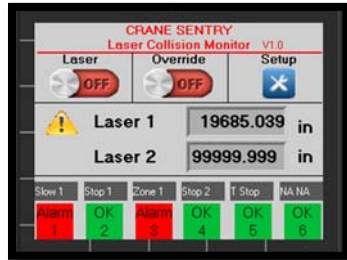 CRANE SENTRY
Laser Collision Monitor V1.0
Laser Override Setup
OFF OFF
Laser 1 19685.039 in
Laser 2 99999.999 in
Slow 1 Stop 1 Zone 1 Stop 2 T Stop NA NA
Alarm OK Alarm OK OK OK
1 2 3 4 5 6